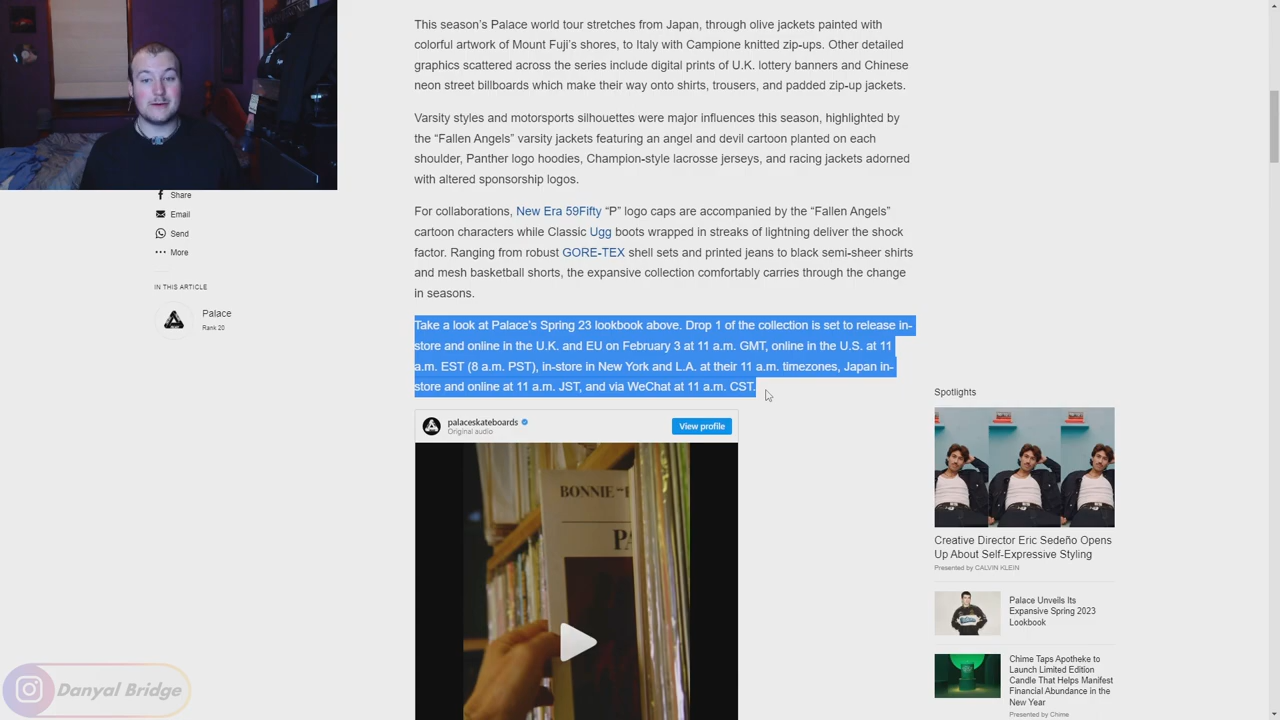 This season's Palace world tour stretches from Japan, through olive jackets painted with
colorful artwork of Mount Fuji's shores, to Italy with Campione knitted zip-ups. Other detailed
graphics scattered across the series include digital prints of U.K. lottery banners and Chinese
neon street billboards which make their way onto shirts, trousers, and padded zip-up jackets.
Varsity styles and motorsports silhouettes were major influences this season, highlighted by
the “Fallen Angels” varsity jackets featuring an angel and devil cartoon planted on each
shoulder, Panther logo hoodies, Champion-style lacrosse jerseys, and racing jackets adorned
with altered sponsorship logos.
For collaborations, New Era 59Fifty “P” logo caps are accompanied by the “Fallen Angels”
cartoon characters while Classic Ugg boots wrapped in streaks of lightning deliver the shock
factor. Ranging from robust GORE-TEX shell sets and printed jeans to black semi-sheer shirts
and mesh basketball shorts, the expansive collection comfortably carries through the change
in seasons.
Take a look at Palace's Spring 23 lookbook above. Drop 1 of the collection is set to release in-
store and online in the U.K. and EU on February 3 at 11 a.m. GMT, online in the U.S. at 11
a.m. EST (8 a.m. PST), in-store in New York and L.A. at their 11 a.m. timezones, Japan in-
store and online at 11 a.m. JST, and via WeChat at 11 a.m. CST.
Share
Email
Send
More
IN THIS ARTICLE
Palace
Rank 20
palaceskateboards
Original audio
View profile
BONNIE
Spotlights
Creative Director Eric Sedeño Opens
Up About Self-Expressive Styling
Presented by CALVIN KLEIN
Palace Unveils Its
Expansive Spring 2023
Lookbook
Chime Taps Apotheke to
Launch Limited Edition
Candle That Helps Manifest
Financial Abundance in the
New Year
Presented by Chime
Danyal Bridge